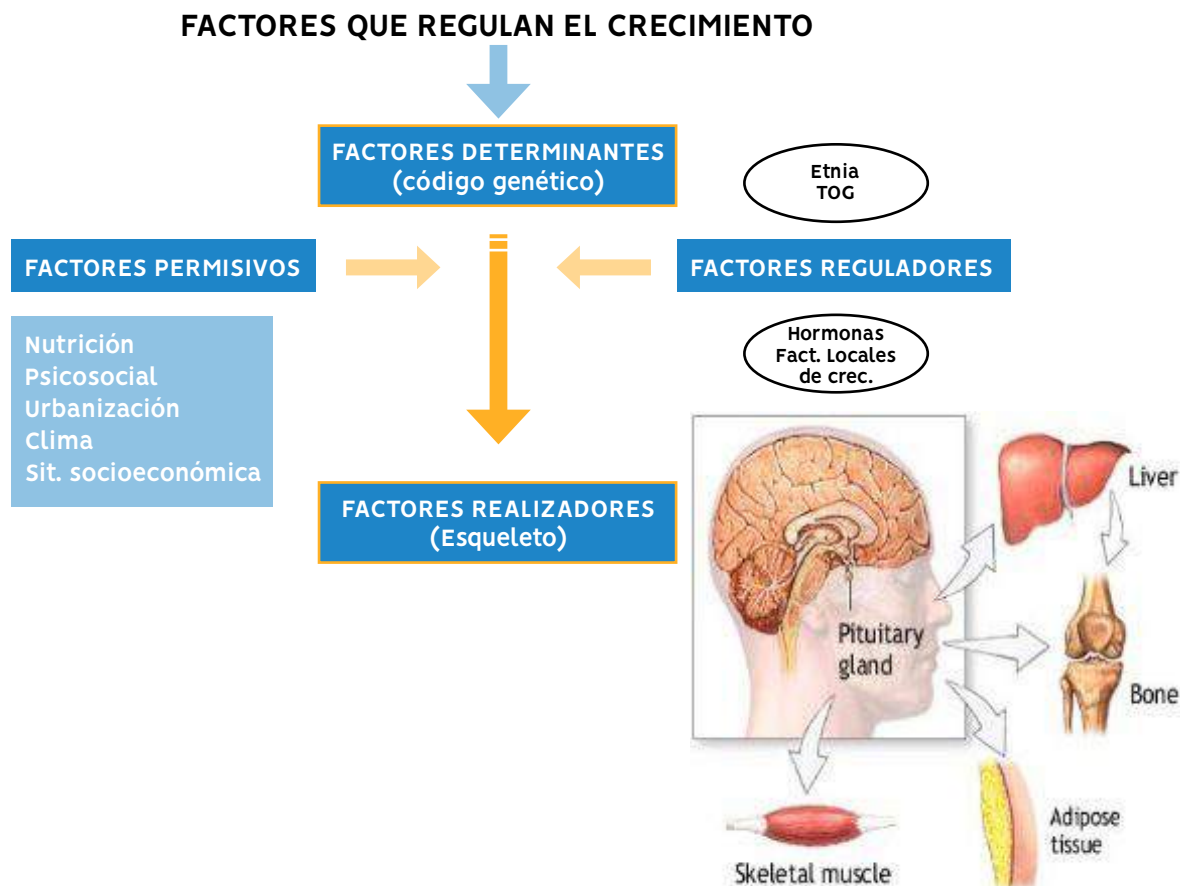 FACTORES QUE REGULAN EL CRECIMIENTO
FACTORES DETERMINANTES
(código genético)
Etnia
TOG
FACTORES PERMISIVOS
FACTORES REGULADORES
Nutrición
Psicosocial
Urbanización
Clima
Sit. socioeconómica
Hormonas
Fact. Locales
de crec.
FACTORES REALIZADORES
(Esqueleto)
Liver
Pituitary
gland
Bone
Adipose
tissue
Skeletal muscle